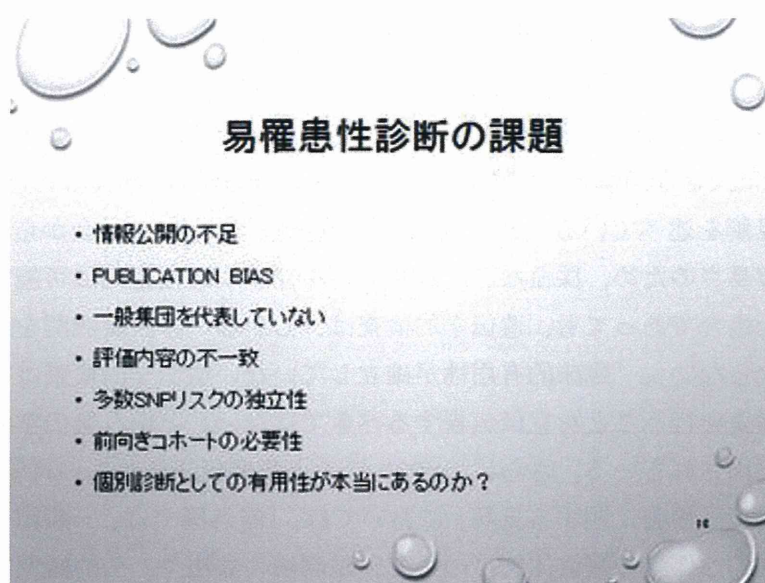 易罹患性診断の課題
・情報公開の不足
・PUBLICATION BIAS
・一般集団を代表していない
・評価内容の不一致
・多数SNPリスクの独立性
・前向きコホートの必要性
・個別診断としての有用性が本当にあるのか?